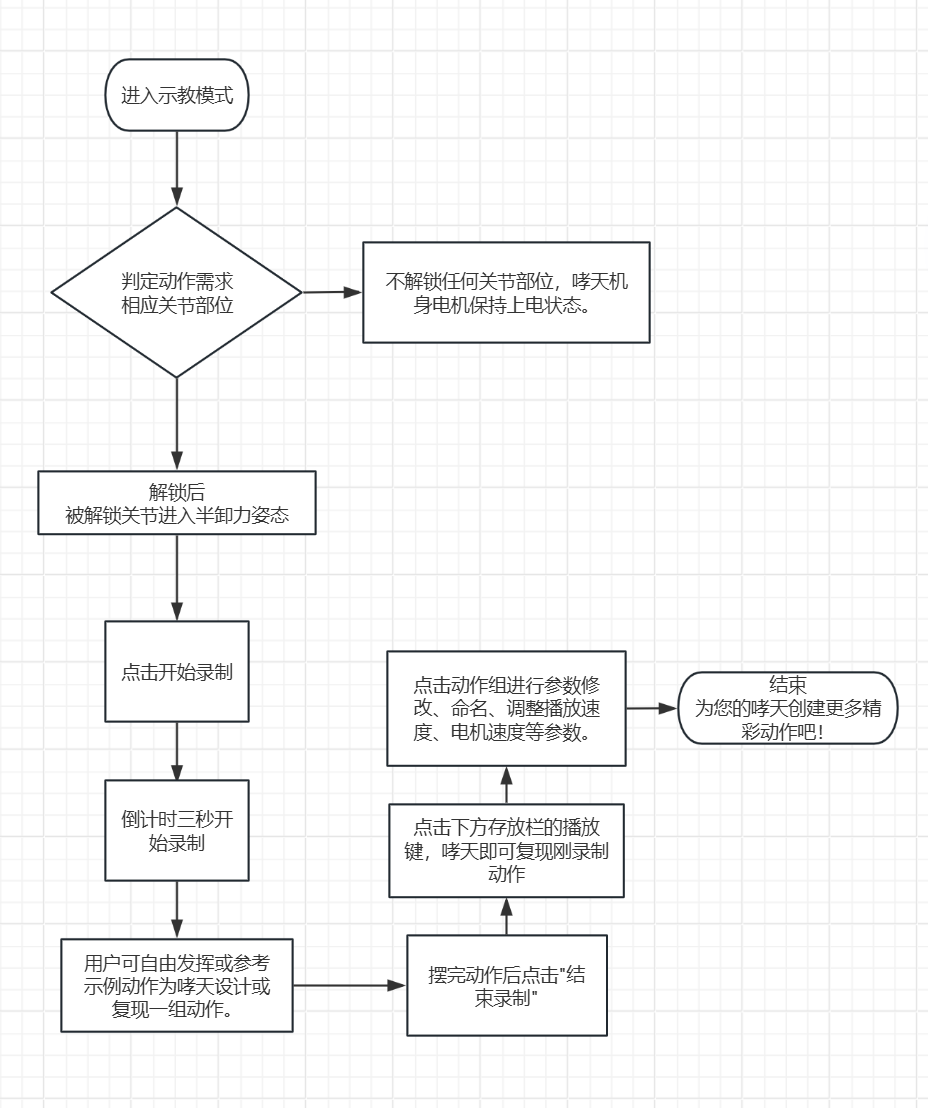 进入示教模式
判定动作需求
相应关节部位
不解锁任何关节部位，哮天机
身电机保持上电状态。
解锁后
被解锁关节进入半卸力姿态
点击开始录制
倒计时三秒开
始录制
用户可自由发挥或参考
示例动作为哮天设计或
复现一组动作。
摆完动作后点击"结
束录制"
点击下方存放栏的播放
键，哮天即可复现刚录制
动作
点击动作组进行参数修
改、命名、调整播放速
度、电机速度等参数。
结束
为您的哮天创建更多精
彩动作吧！